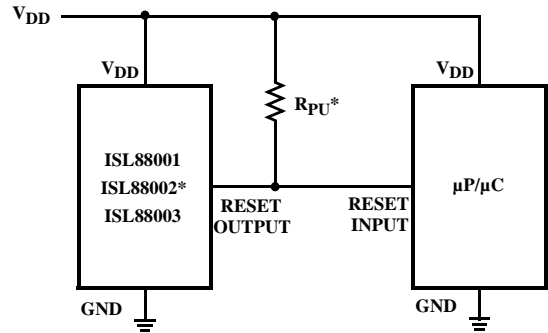 VDD
VDD
VDD
RPU*
ISL88001
ISL88002*
ISL88003
µP/µC
RESET
OUTPUT
RESET
INPUT
GND
GND